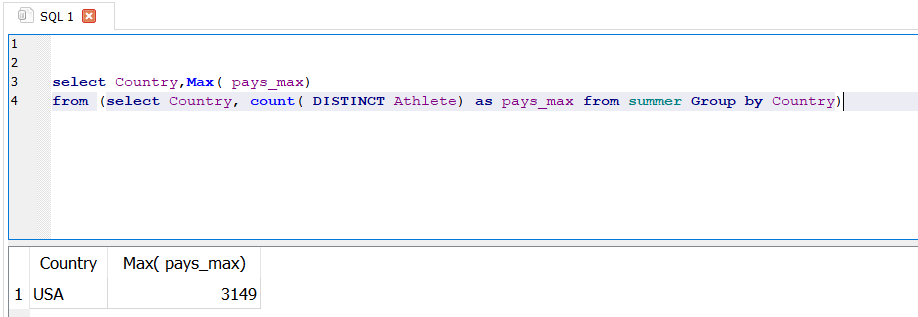 SQL 1
1
2
3 select Country,Max( pays_max)
4 from (select Country, count( DISTINCT Athlete) as pays_max from summer Group by Country)
Country Max( pays_max)
1 USA 3149